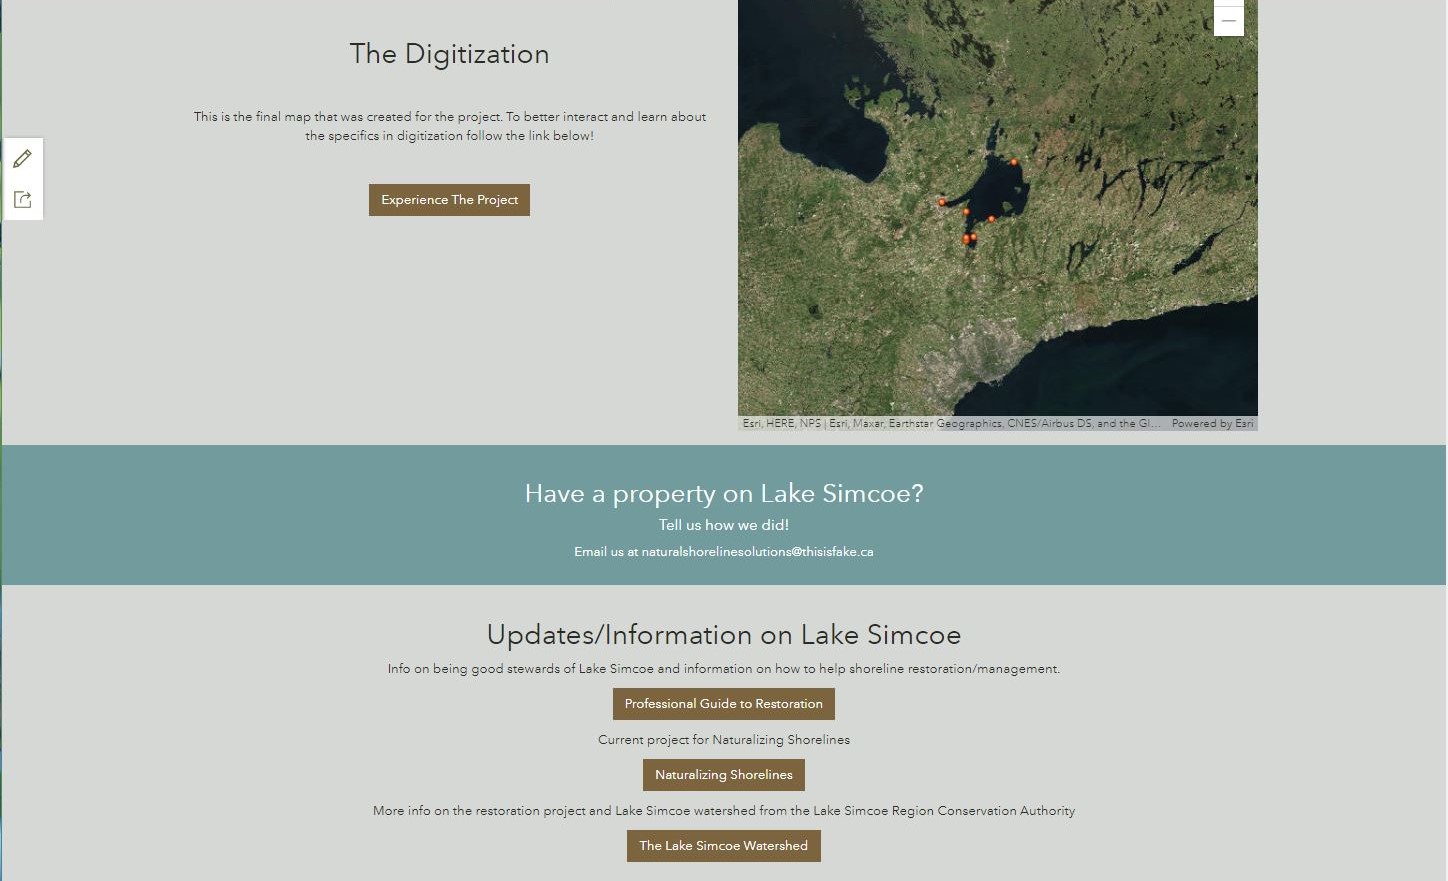 The Digitization
This is the final map that was created for the project. To better interact and learn about
the specifics in digitization follow the link below!
Experience The Project
Esri, HERE, NPS | Esri, Maxar, Earthstar Geographics, CNES/Airbus DS, and the GI... Powered by Esri
Have a property on Lake Simcoe?
Tell us how we did!
Email us at naturalshorelinesolutions@thisisfake.ca
Updates/Information on Lake Simcoe
Info on being good stewards of Lake Simcoe and information on how to help shoreline restoration/management.
Professional Guide to Restoration
Current project for Naturalizing Shorelines
Naturalizing Shorelines
More info on the restoration project and Lake Simcoe watershed from the Lake Simcoe Region Conservation Authority
The Lake Simcoe Watershed